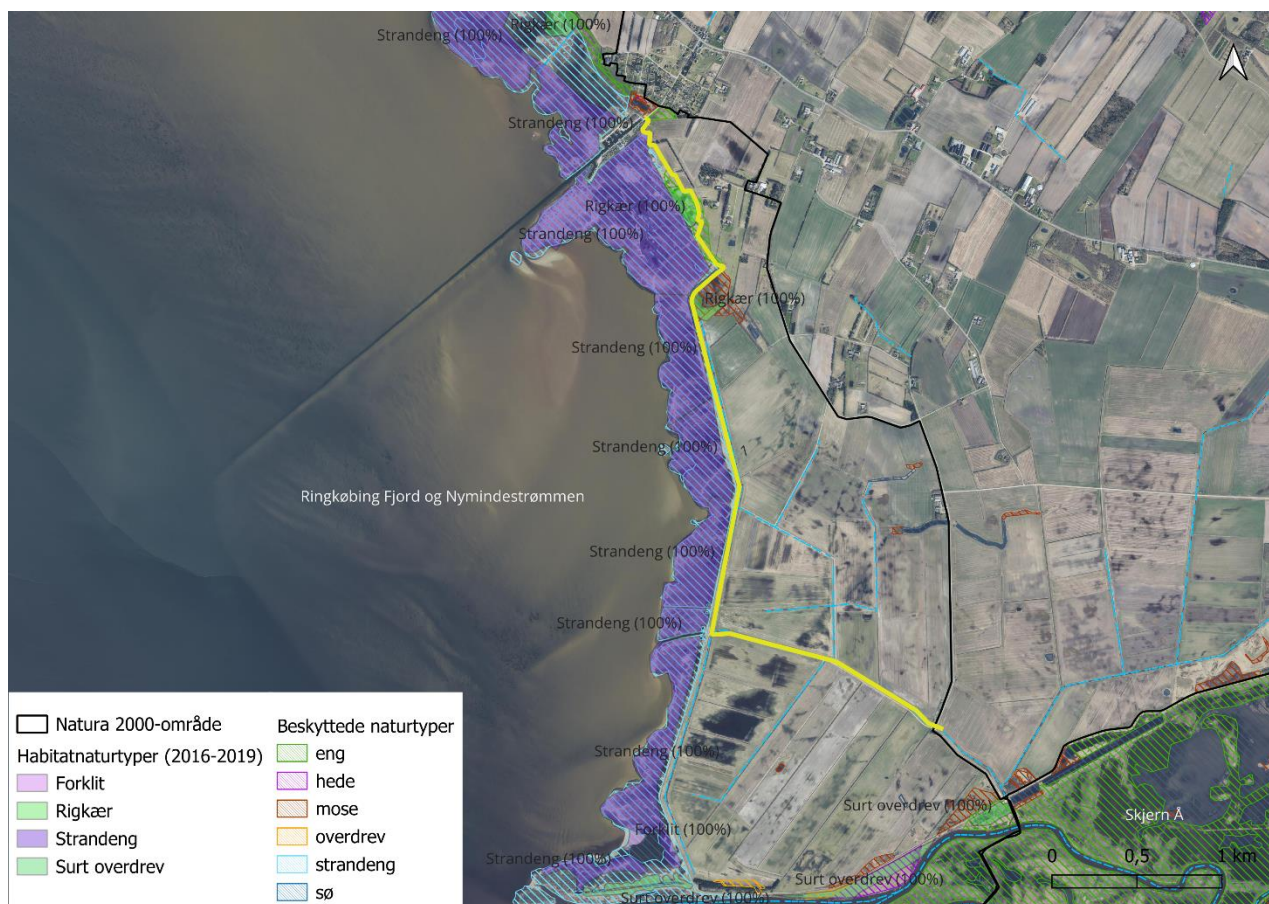 Rigkær (100%)
Strandeng (100%)
Strandeng (100%)
Rigkær (100%)
Strandeng (100%)
Rigkær (100%)
Strandeng (100%)
Strandeng (100%)
Ringkøbing Fjord og Nymindestrømmen
Strandeng (100%)
Strandeng (100%)
Strandeng (100%)
Surt overdrev (100%)
Skjern Å
Forklit (100%)
Strandeng (100%)
Surt overdrev (100%)
Surt overdrev (100%)
0 0,5 1 km
Natura 2000-område
Habitatnaturtyper (2016-2019)
Forklit
Rigkær
Strandeng
Surt overdrev
Beskyttede naturtyper
eng
hede
mose
overdrev
strandeng
sø